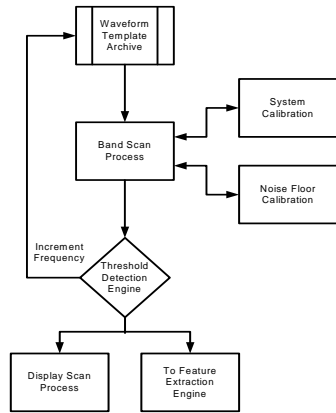 Waveform
Template
Archive
System
Calibration
Band Scan
Process
Noise Floor
Calibration
Increment
Frequency
Threshold
Detection
Engine
Display Scan
Process
To Feature
Extraction
Engine